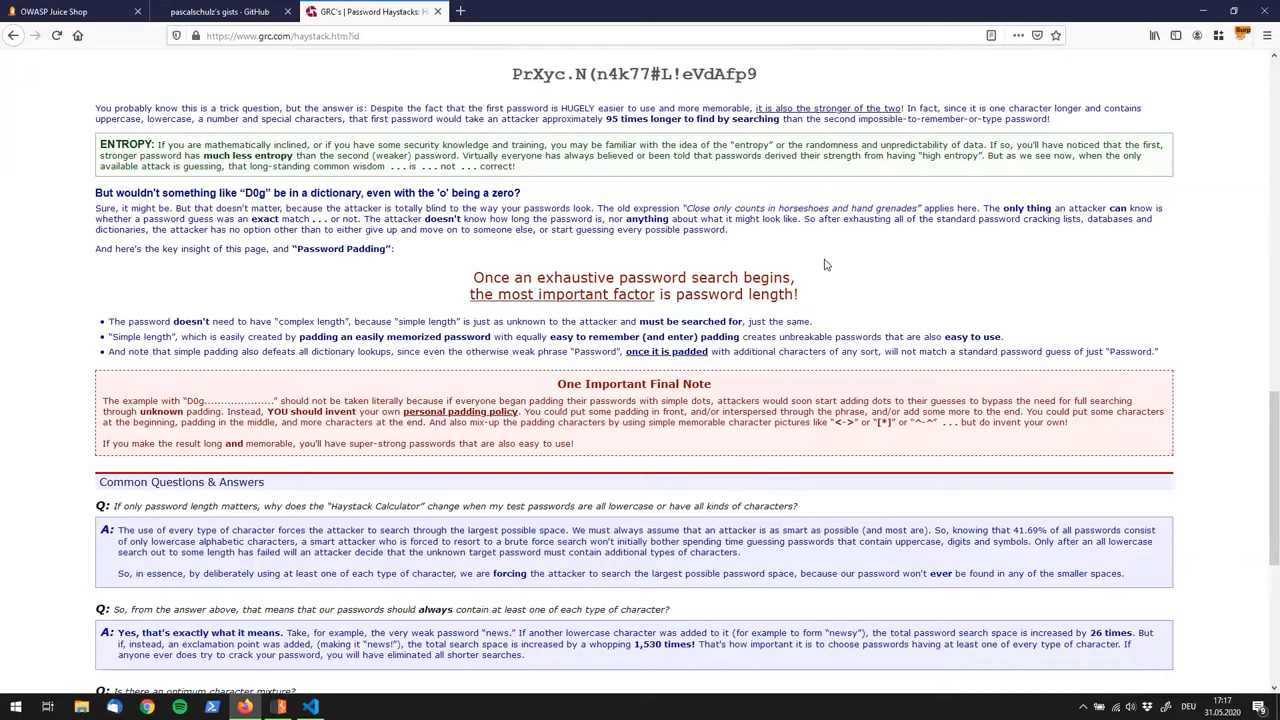 OWASP Juice Shop
pascalschulz's gists · GitHub
GRC's | Password Haystacks: H
https://www.grc.com/haystack.htm?id
PrXyc.N(n4k77#L!eVdAfp9
You probably know this is a trick question, but the answer is: Despite the fact that the first password is HUGELY easier to use and more memorable, it is also the stronger of the two! In fact, since it is one character longer and contains
uppercase, lowercase, a number and special characters, that first password would take an attacker approximately 95 times longer to find by searching than the second impossible-to-remember-or-type password!
ENTROPY: If you are mathematically inclined, or if you have some security knowledge and training, you may be familiar with the idea of the “entropy” or the randomness and unpredictability of data. If so, you'll have noticed that the first,
stronger password has much less entropy than the second (weaker) password. Virtually everyone has always believed or been told that passwords derived their strength from having “high entropy”. But as we see now, when the only
available attack is guessing, that long-standing common wisdom . . . is . . . not . . . correct!
But wouldn't something like “D0g” be in a dictionary, even with the 'o' being a zero?
Sure, it might be. But that doesn't matter, because the attacker is totally blind to the way your passwords look. The old expression “Close only counts in horseshoes and hand grenades” applies here. The only thing an attacker can know is
whether a password guess was an exact match . . . or not. The attacker doesn't know how long the password is, nor anything about what it might look like. So after exhausting all of the standard password cracking lists, databases and
dictionaries, the attacker has no option other than to either give up and move on to someone else, or start guessing every possible password.
And here's the key insight of this page, and “Password Padding”:
Once an exhaustive password search begins,
the most important factor is password length!
• The password doesn't need to have “complex length”, because “simple length” is just as unknown to the attacker and must be searched for, just the same.
• “Simple length”, which is easily created by padding an easily memorized password with equally easy to remember (and enter) padding creates unbreakable passwords that are also easy to use.
• And note that simple padding also defeats all dictionary lookups, since even the otherwise weak phrase “Password”, once it is padded with additional characters of any sort, will not match a standard password guess of just “Password.”
One Important Final Note
The example with “D0g.....................” should not be taken literally because if everyone began padding their passwords with simple dots, attackers would soon start adding dots to their guesses to bypass the need for full searching
through unknown padding. Instead, YOU should invent your own personal padding policy. You could put some padding in front, and/or interspersed through the phrase, and/or add some more to the end. You could put some characters
at the beginning, padding in the middle, and more characters at the end. And also mix-up the padding characters by using simple memorable character pictures like “<->” or “[*]” or “^-^” . . . but do invent your own!
If you make the result long and memorable, you'll have super-strong passwords that are also easy to use!
Common Questions & Answers
Q: If only password length matters, why does the “Haystack Calculator” change when my test passwords are all lowercase or have all kinds of characters?
A: The use of every type of character forces the attacker to search through the largest possible space. We must always assume that an attacker is as smart as possible (and most are). So, knowing that 41.69% of all passwords consist
of only lowercase alphabetic characters, a smart attacker who is forced to resort to a brute force search won't initially bother spending time guessing passwords that contain uppercase, digits and symbols. Only after an all lowercase
search out to some length has failed will an attacker decide that the unknown target password must contain additional types of characters.
So, in essence, by deliberately using at least one of each type of character, we are forcing the attacker to search the largest possible password space, because our password won't ever be found in any of the smaller spaces.
Q: So, from the answer above, that means that our passwords should always contain at least one of each type of character?
A: Yes, that's exactly what it means. Take, for example, the very weak password “news.” If another lowercase character was added to it (for example to form “newsy”), the total password search space is increased by 26 times. But
if, instead, an exclamation point was added, (making it “news!”), the total search space is increased by a whopping 1,530 times! That's how important it is to choose passwords having at least one of every type of character. If
anyone ever does try to crack your password, you will have eliminated all shorter searches.
Q: Is there an optimum character mixture?
DEU
17:17
31.05.2020